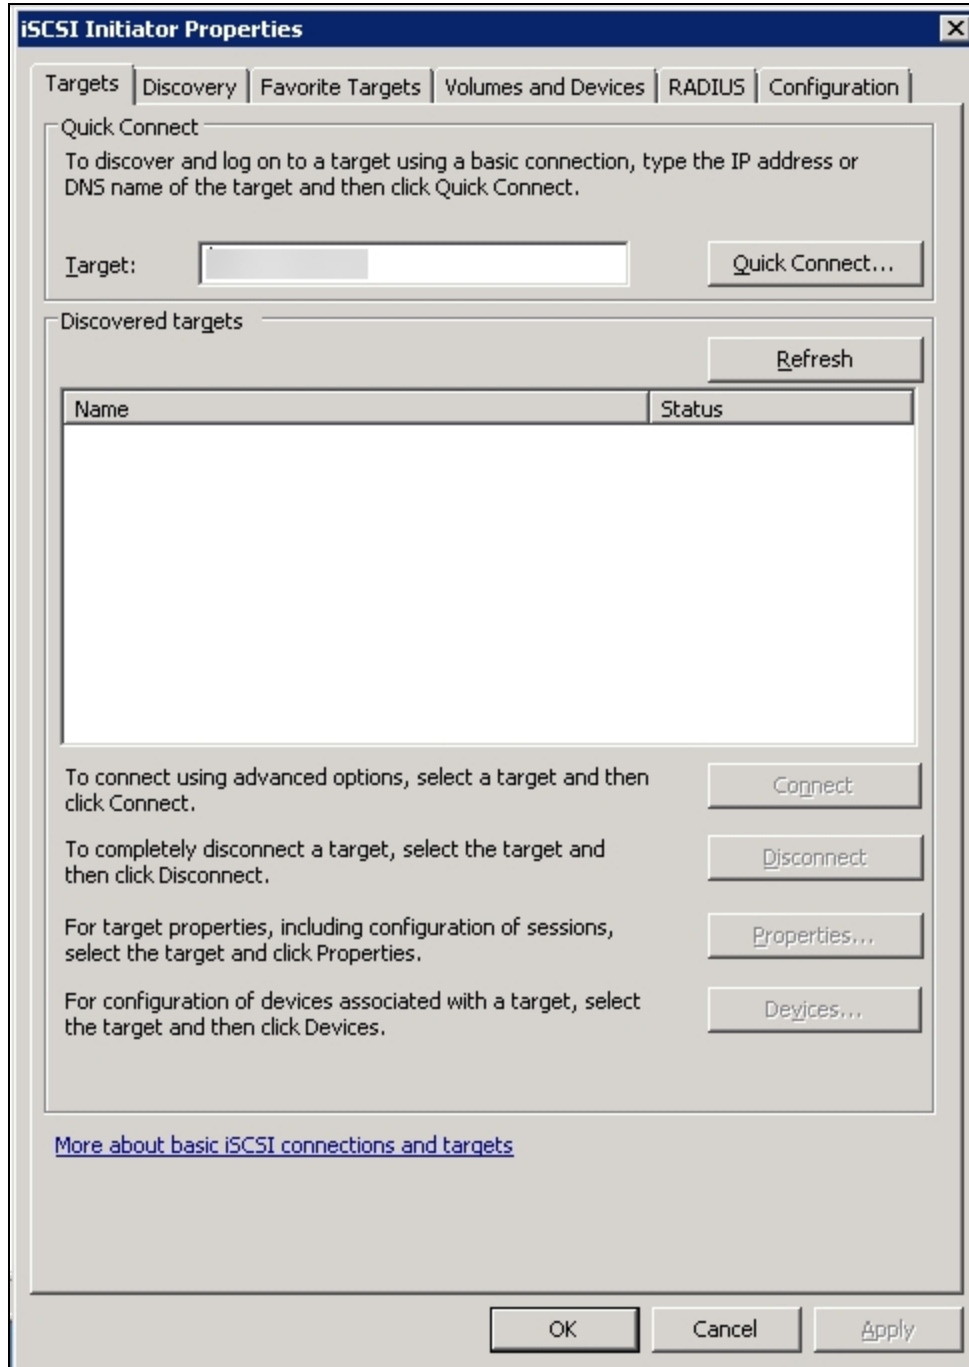 iSCSI Initiator Properties
Targets Discovery Favorite Targets Volumes and Devices RADIUS Configuration
Quick Connect
To discover and log on to a target using a basic connection, type the IP address or
DNS name of the target and then click Quick Connect.
Target:
Quick Connect...
Discovered targets
Refresh
Name Status
To connect using advanced options, select a target and then
click Connect.
Connect
To completely disconnect a target, select the target and
then click Disconnect.
Disconnect
For target properties, including configuration of sessions,
select the target and click Properties.
Properties...
For configuration of devices associated with a target, select
the target and then click Devices.
Devices...
More about basic iSCSI connections and targets
OK Cancel Apply